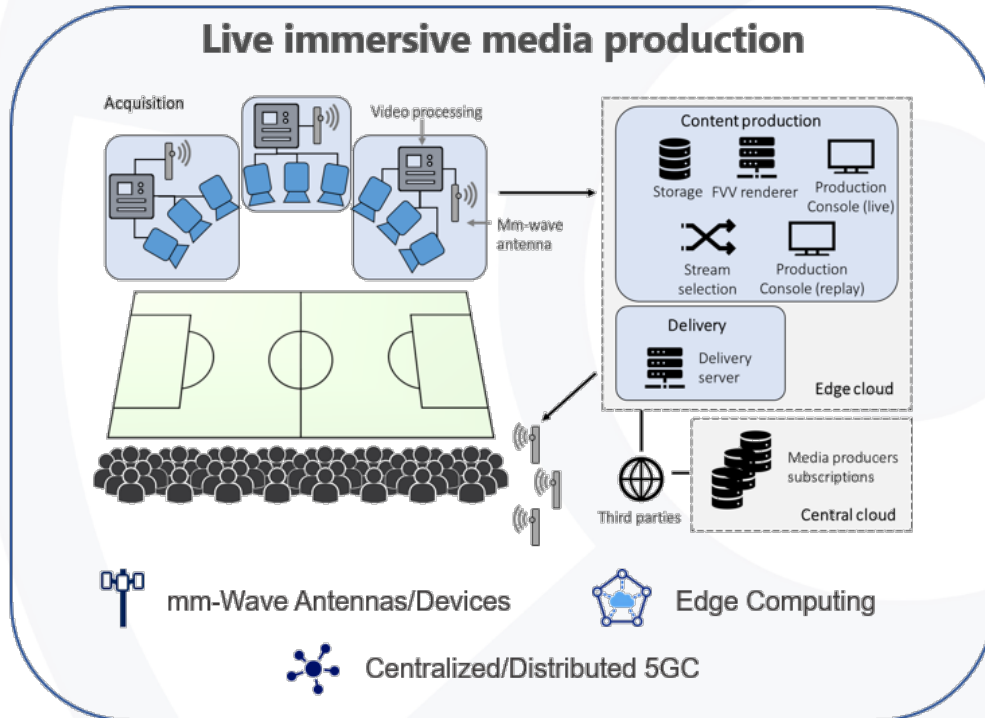 Live immersive media production
Acquisition
Video processing
Mm-wave
antenna
Content production
Storage
FVV renderer
Production
Console (live)
Stream
selection
Production
Console (replay)
Delivery
Delivery
server
Edge cloud
Third parties
Media producers
subscriptions
Central cloud
mm-Wave Antennas/Devices
Edge Computing
Centralized/Distributed 5GC